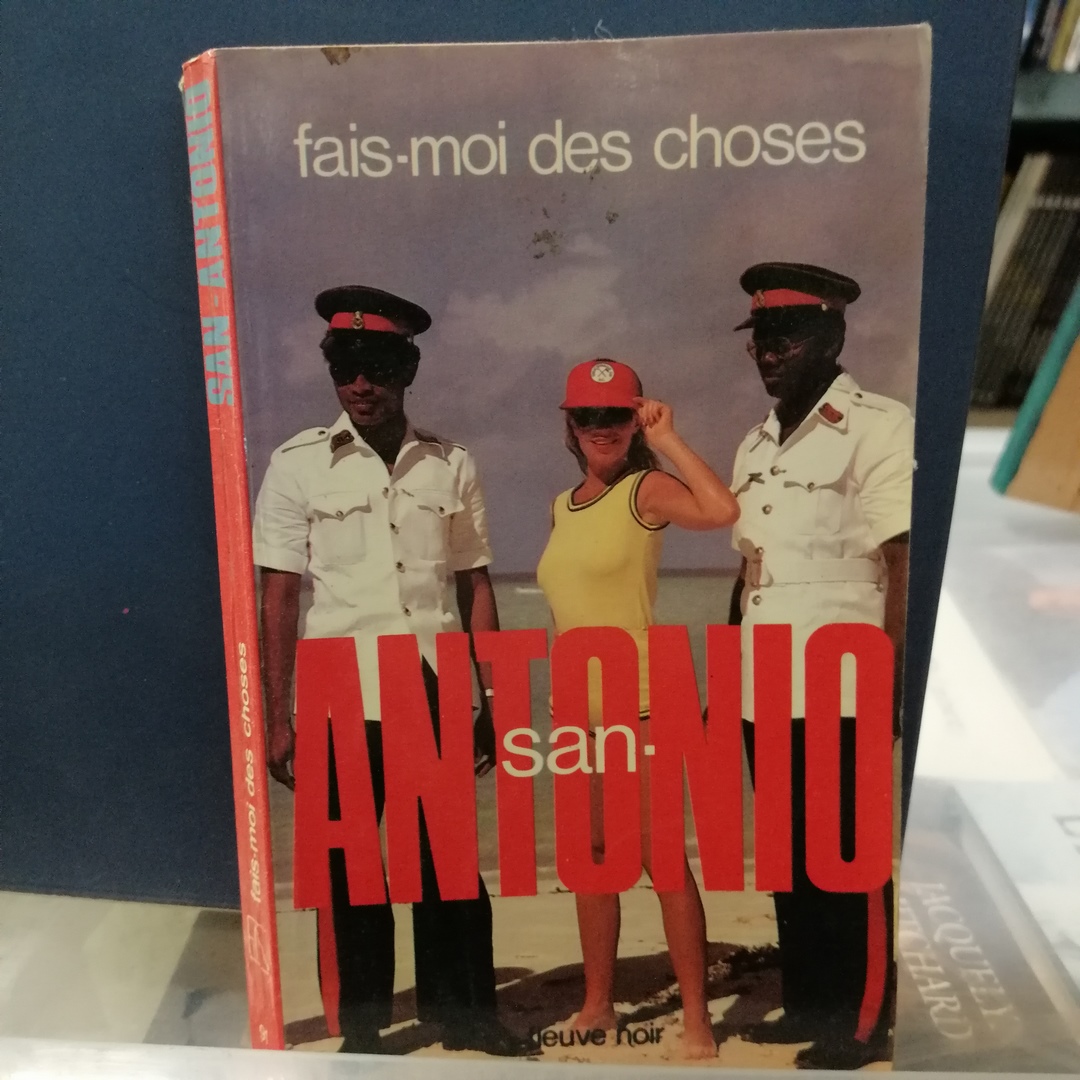 fais-moi des choses
san-
ANTONIO
fleuve noir
SAN-ANTONIO
fais-moi des choses